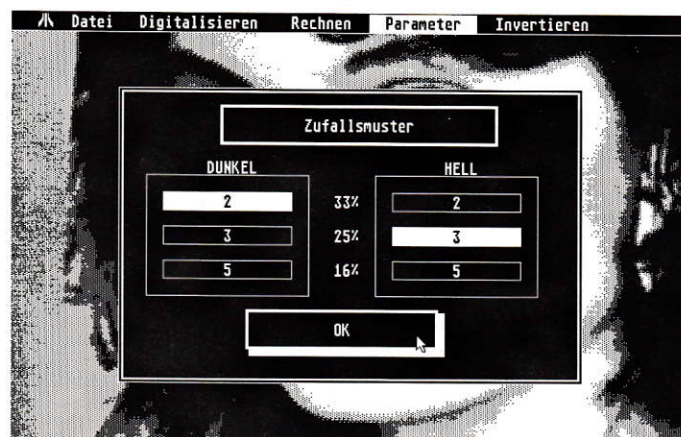 Datei Digitalisieren Rechnen Parameter Invertieren
Zufallsmuster
DUNKEL HELL
2 33% 2
3 25% 3
5 16% 5
OK